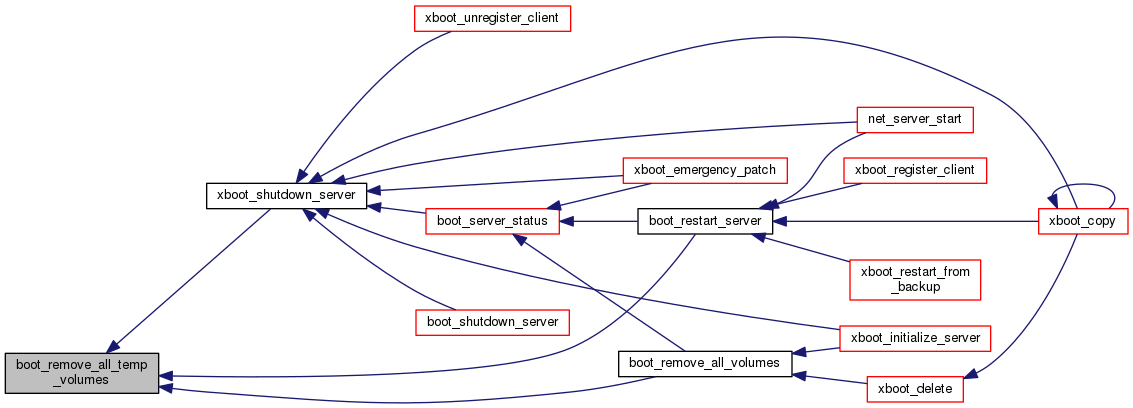 xboot_unregister_client
net_server_start
xboot_emergency_patch
xboot_register_client
xboot_shutdown_server
boot_server_status
boot_restart_server
xboot_copy
xboot_restart_from
_backup
boot_shutdown_server
xboot_initialize_server
boot_remove_all_temp
_volumes
boot_remove_all_volumes
xboot_delete